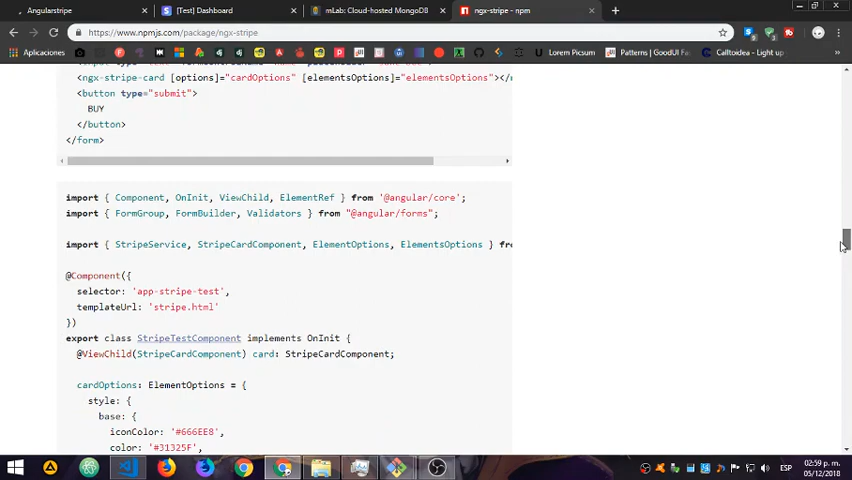 Angularstripe
[Test] Dashboard
mLab: Cloud-hosted MongoDB
ngx-stripe - npm
https://www.npmjs.com/package/ngx-stripe
Aplicaciones
Lorem Picsum
Patterns | GoodUI Fa
Calltoidea - Light up
<ngx-stripe-card [options]="cardOptions" [elementsOptions]="elementsOptions"></n
<button type="submit">
BUY
</button>
</form>
import { Component, OnInit, ViewChild, ElementRef } from '@angular/core';
import { FormGroup, FormBuilder, Validators } from "@angular/forms";
import { StripeService, StripeCardComponent, ElementOptions, ElementsOptions } fro
@Component({
selector: 'app-stripe-test',
templateUrl: 'stripe.html'
})
export class StripeTestComponent implements OnInit {
@ViewChild(StripeCardComponent) card: StripeCardComponent;
cardOptions: ElementOptions = {
style: {
base: {
iconColor: '#666EE8',
color: '#31325F',
ESP
02:59 p. m.
05/12/2018